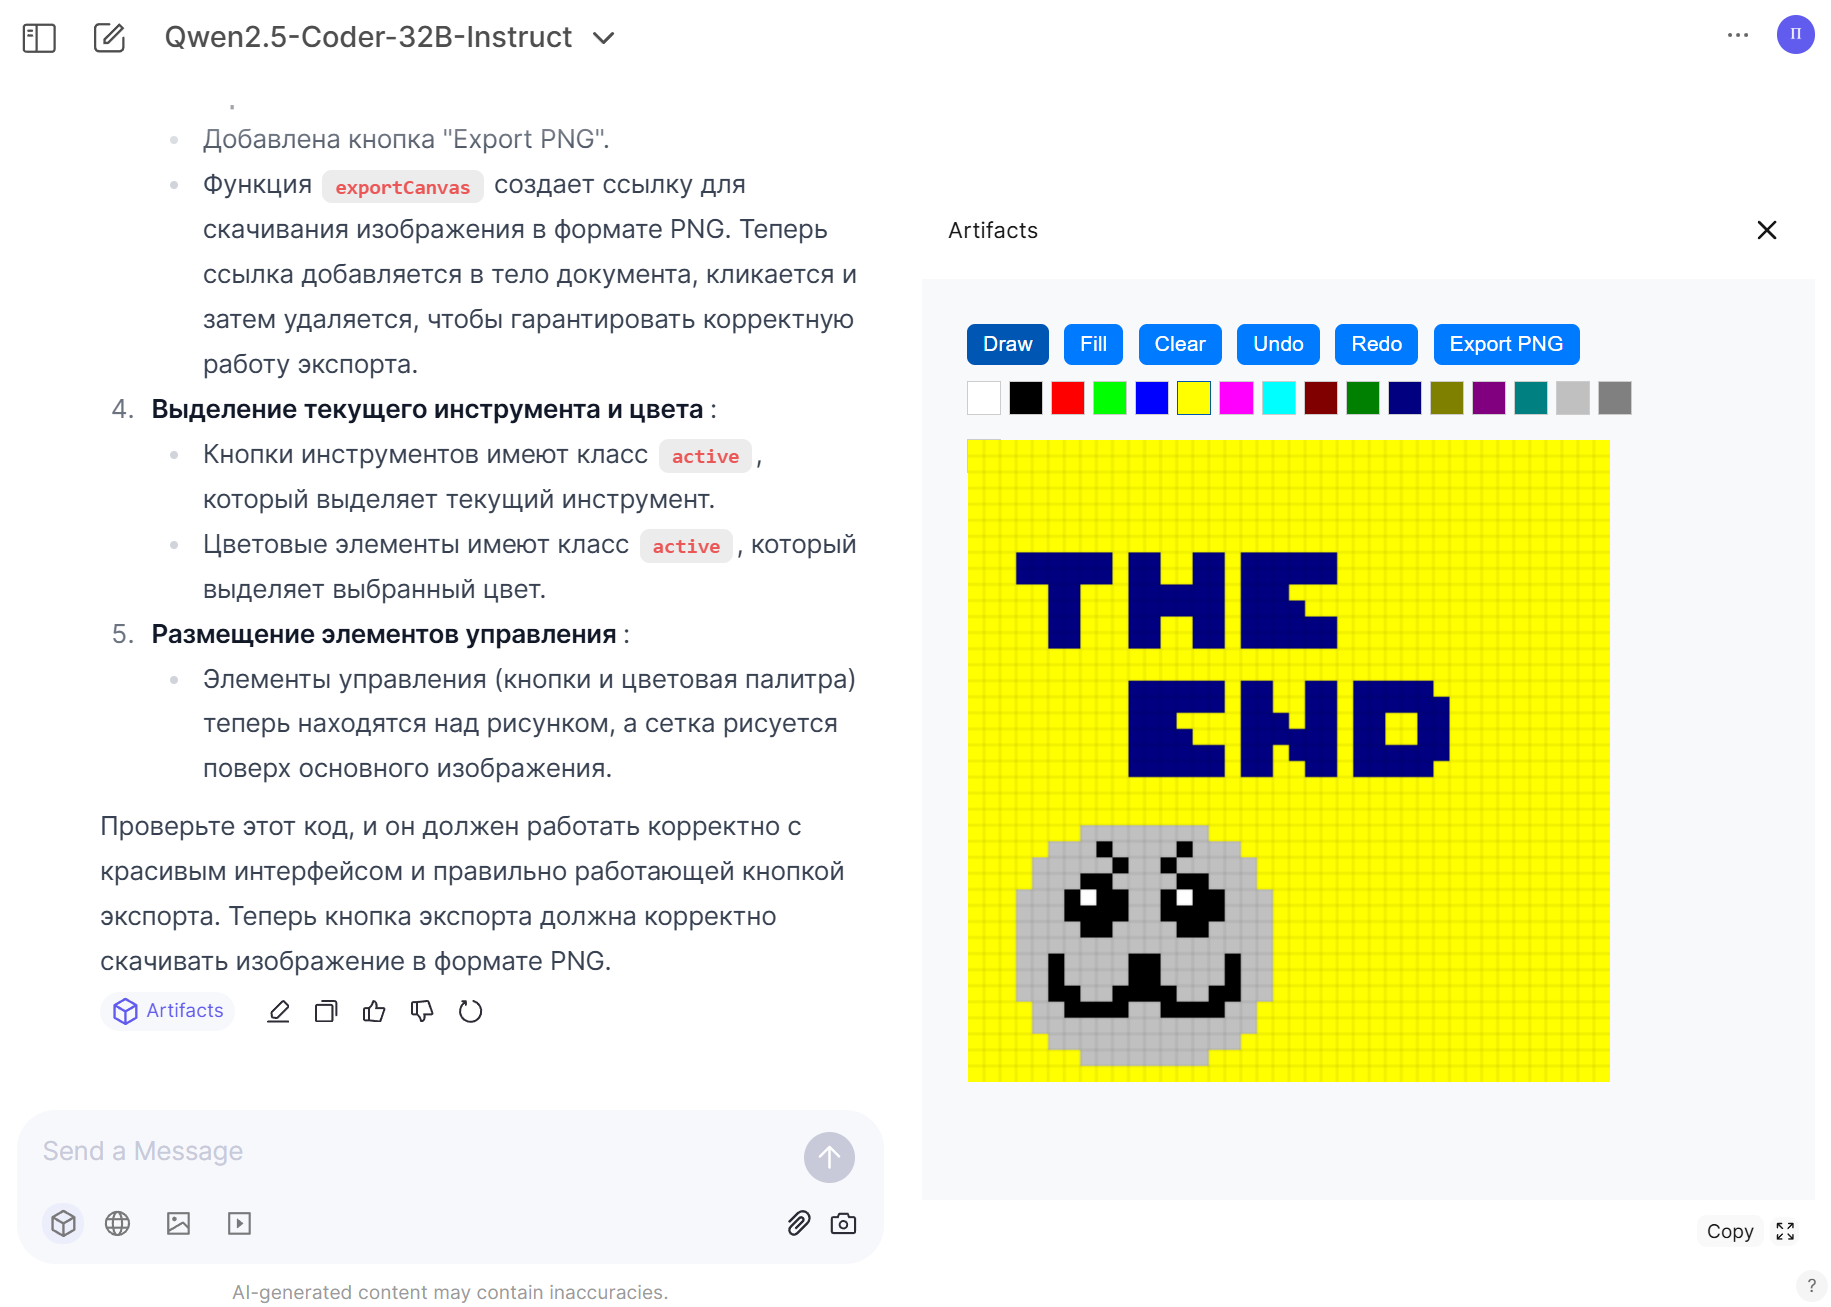 Qwen2.5-Coder-32B-Instruct
П
Добавлена кнопка "Export PNG".
Функция exportCanvas создает ссылку для
скачивания изображения в формате PNG. Теперь
ссылка добавляется в тело документа, кликается и
затем удаляется, чтобы гарантировать корректную
работу экспорта.
4. Выделение текущего инструмента и цвета :
Кнопки инструментов имеют класс active ,
который выделяет текущий инструмент.
Цветовые элементы имеют класс active , который
выделяет выбранный цвет.
5. Размещение элементов управления :
Элементы управления (кнопки и цветовая палитра)
теперь находятся над рисунком, а сетка рисуется
поверх основного изображения.
Проверьте этот код, и он должен работать корректно с
красивым интерфейсом и правильно работающей кнопкой
экспорта. Теперь кнопка экспорта должна корректно
скачивать изображение в формате PNG.
Artifacts
Send a Message
AI-generated content may contain inaccuracies.
Artifacts
Draw Fill Clear Undo Redo Export PNG
THE
END
Copy
?